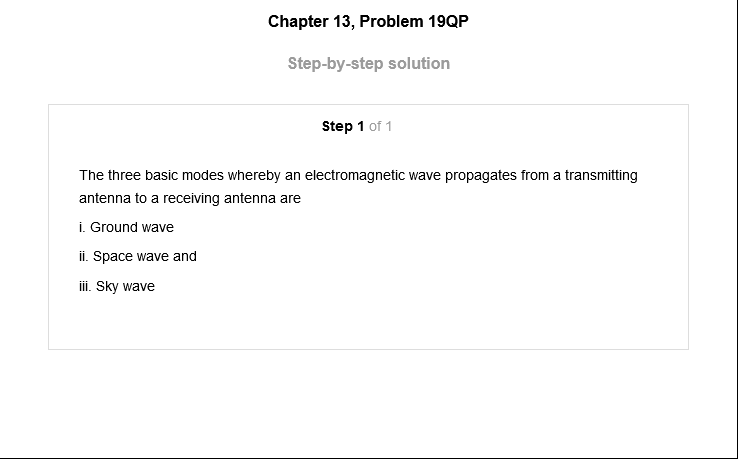 Chapter 13, Problem 19QP
Step-by-step solution
Step 1 of 1
The three basic modes whereby an electromagnetic wave propagates from a transmitting
antenna to a receiving antenna are
i. Ground wave
ii. Space wave and
iii. Sky wave